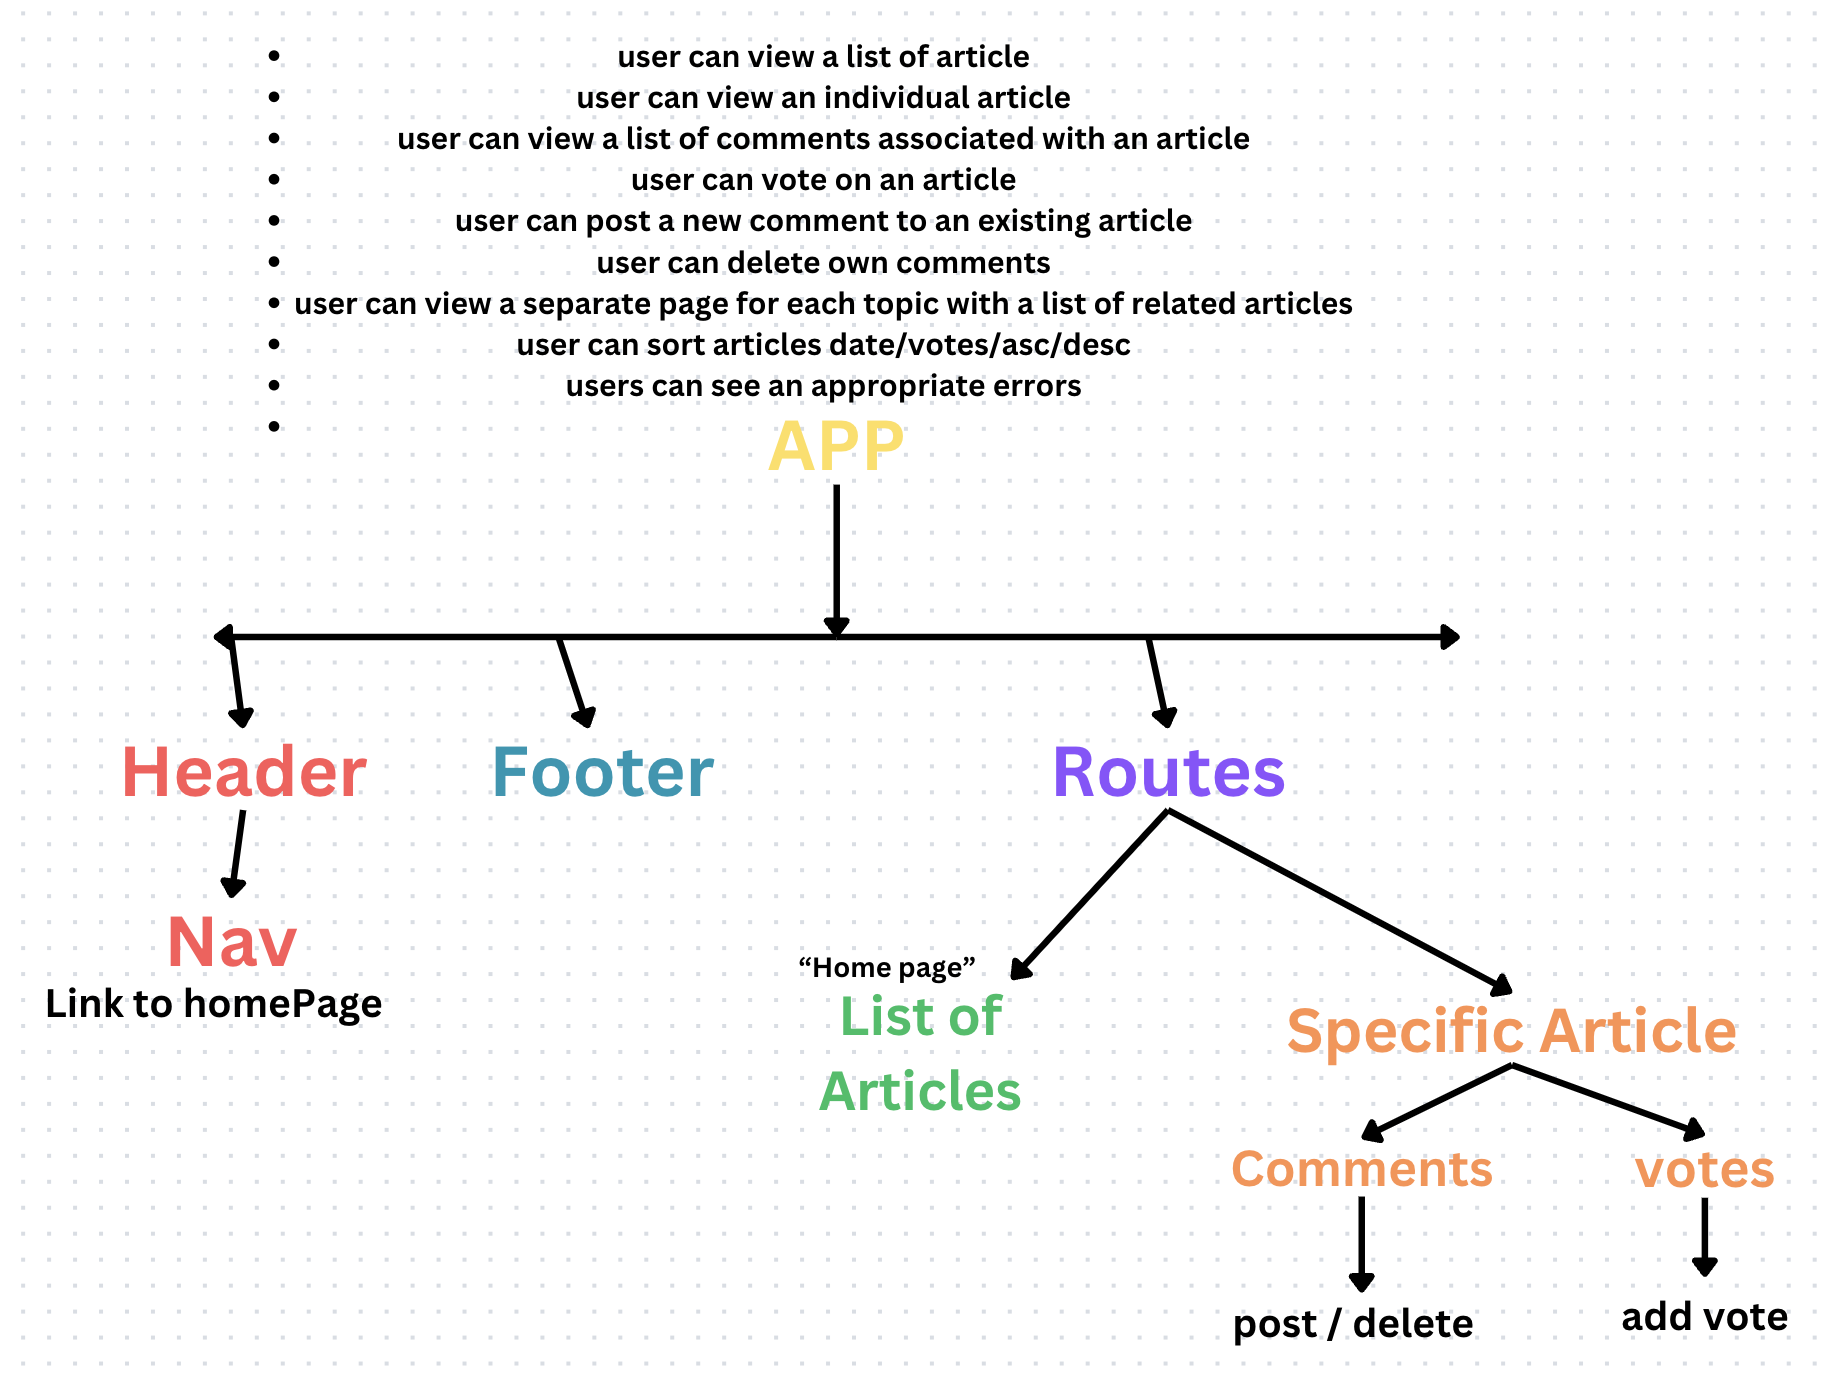 • user can view a list of article
• user can view an individual article
• user can view a list of comments associated with an article
• user can vote on an article
• user can post a new comment to an existing article
• user can delete own comments
• user can view a separate page for each topic with a list of related articles
• user can sort articles date/votes/asc/desc
• users can see an appropriate errors
•
APP
Header
Footer
Routes
Nav
Link to homePage
“Home page”
List of
Articles
Specific Article
Comments
votes
post / delete
add vote